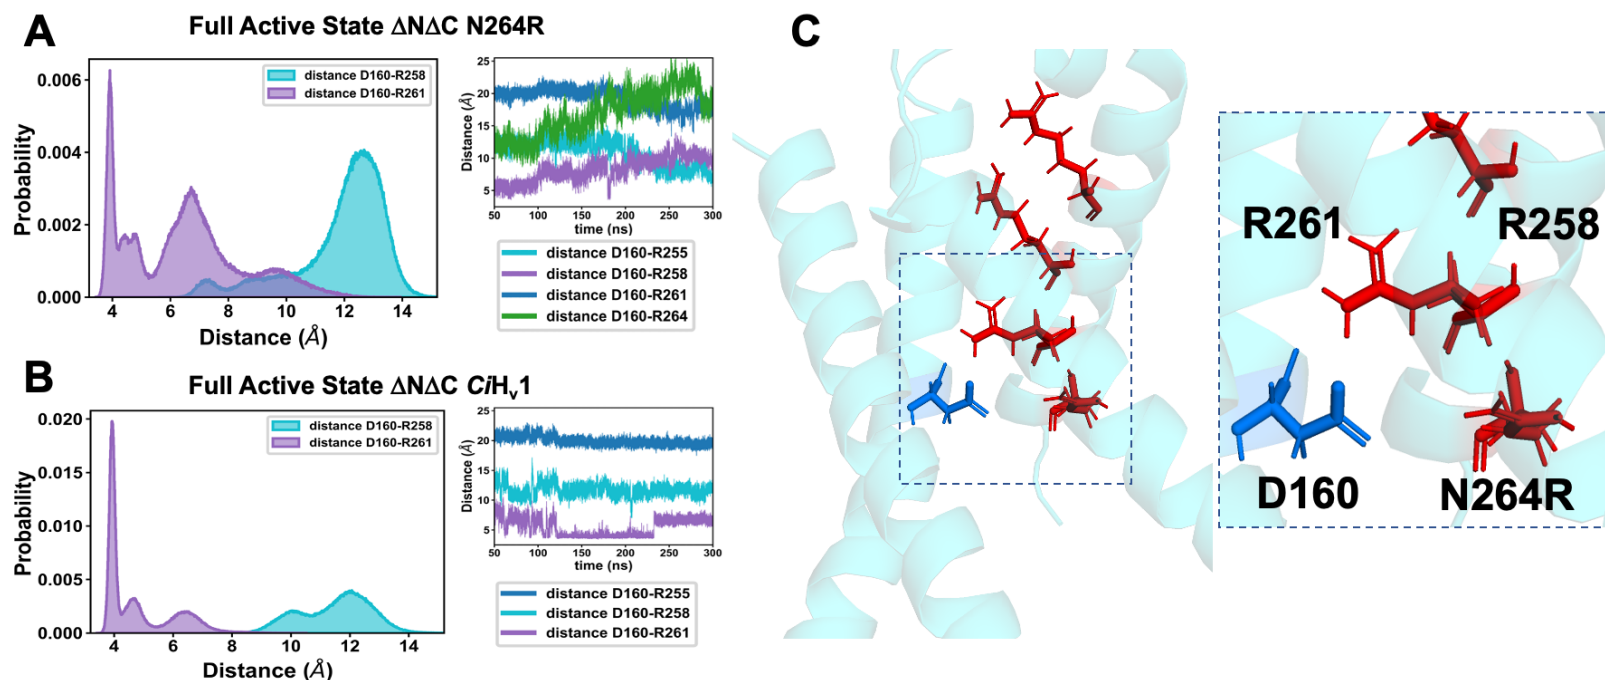 A
Full Active State ΔNΔC N264R
Probability
0.006
0.004
0.002
0.000
4
6
8
10
12
14
Distance (Å)
distance D160-R258
distance D160-R261
Distance (Å)
25
20
15
10
5
50
100
150
200
250
300
time (ns)
distance D160-R255
distance D160-R258
distance D160-R261
distance D160-R264
B
Full Active State ΔNΔC CiHv1
Probability
0.020
0.015
0.010
0.005
0.000
4
6
8
10
12
14
Distance (Å)
distance D160-R258
distance D160-R261
Distance (Å)
25
20
15
10
5
50
100
150
200
250
300
time (ns)
distance D160-R255
distance D160-R258
distance D160-R261
C
R261
R258
D160
N264R